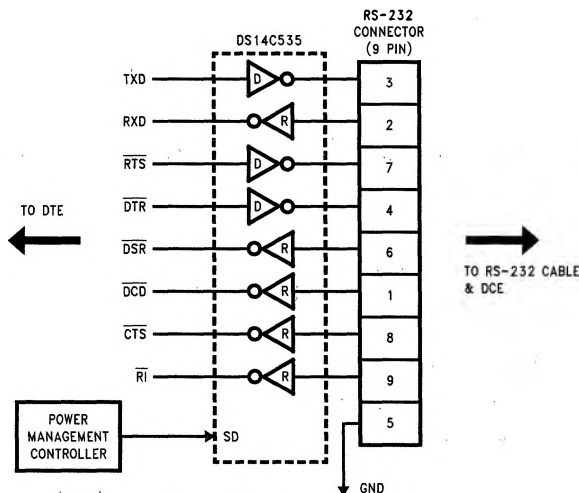 RS-232
CONNECTOR
(9 PIN)
DS14C535
TXD D 3
RXD R 2
RTS D 7
DTR D 4
TO DTE
DSR R 6
DCD R 1
TO RS-232 CABLE
& DCE
CTS R 8
RI R 9
POWER
MANAGEMENT
CONTROLLER
SD
5
GND